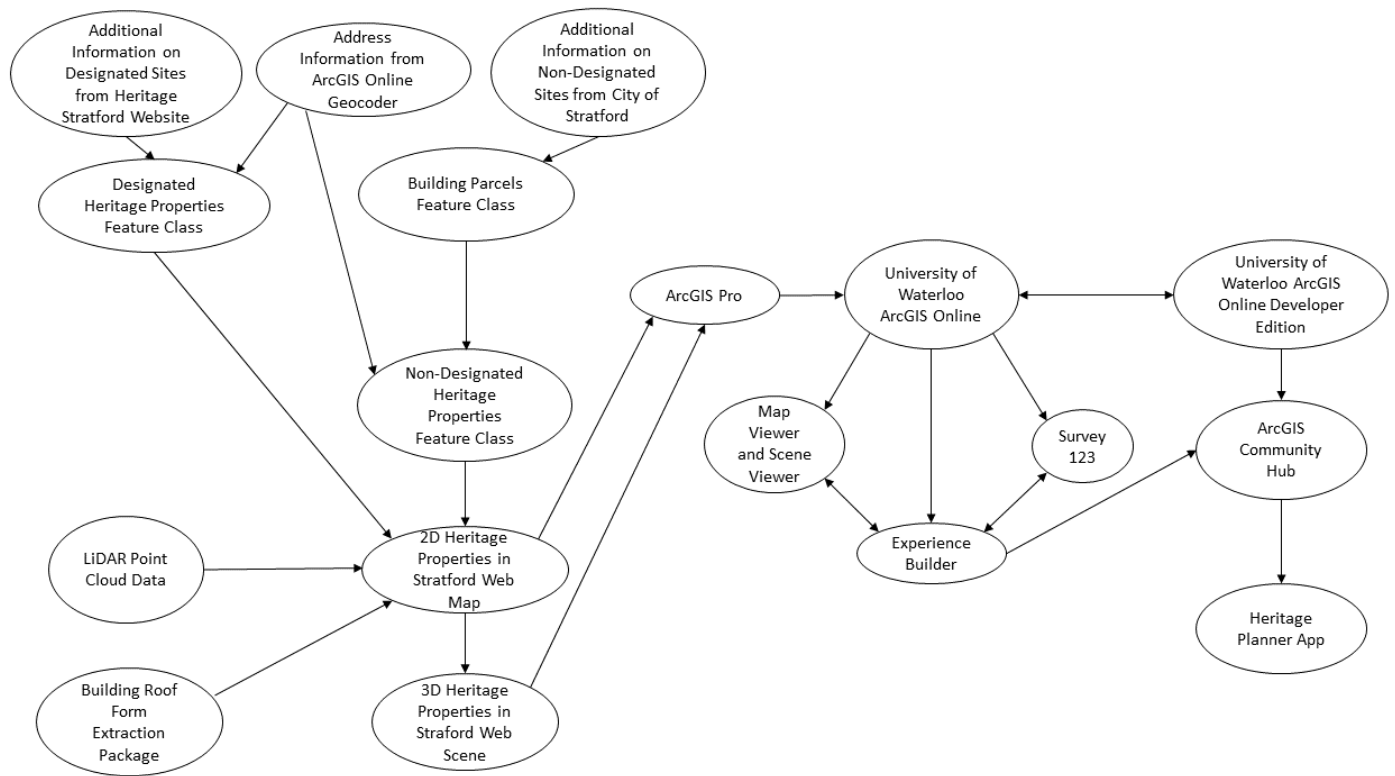 Additional
Information on
Designated Sites
from Heritage
Stratford Website
Address
Information from
ArcGIS Online
Geocoder
Additional
Information on
Non-Designated
Sites from City of
Stratford
Designated
Heritage Properties
Feature Class
Building Parcels
Feature Class
ArcGIS Pro
University of
Waterloo
ArcGIS Online
University of
Waterloo ArcGIS
Online Developer
Edition
Non-Designated
Heritage
Properties
Feature Class
Map
Viewer
and Scene
Viewer
Survey
123
ArcGIS
Community
Hub
LiDAR Point
Cloud Data
2D Heritage
Properties in
Stratford Web
Map
Experience
Builder
Heritage
Planner App
Building Roof
Form
Extraction
Package
3D Heritage
Properties in
Straford Web
Scene